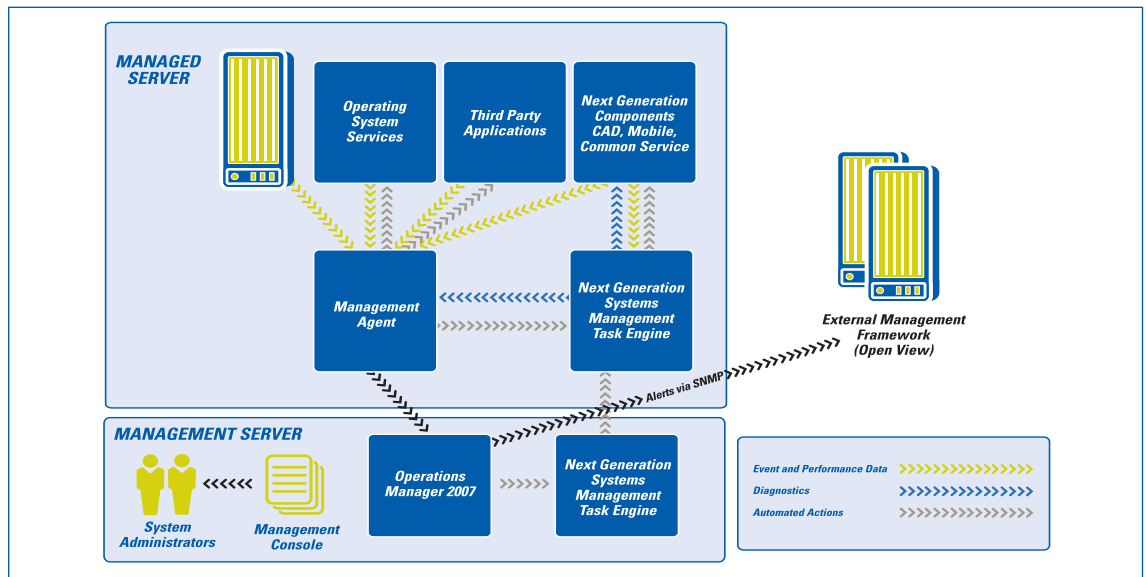 MANAGED
SERVER
Operating
System
Services
Third Party
Applications
Next Generation
Components
CAD, Mobile,
Common Service
Management
Agent
Next Generation
Systems
Management
Task Engine
External Management
Framework
(Open View)
Alerts via SNMP
MANAGEMENT SERVER
System
Administrators
Management
Console
Operations
Manager 2007
Next Generation
Systems
Management
Task Engine
Event and Performance Data
Diagnostics
Automated Actions